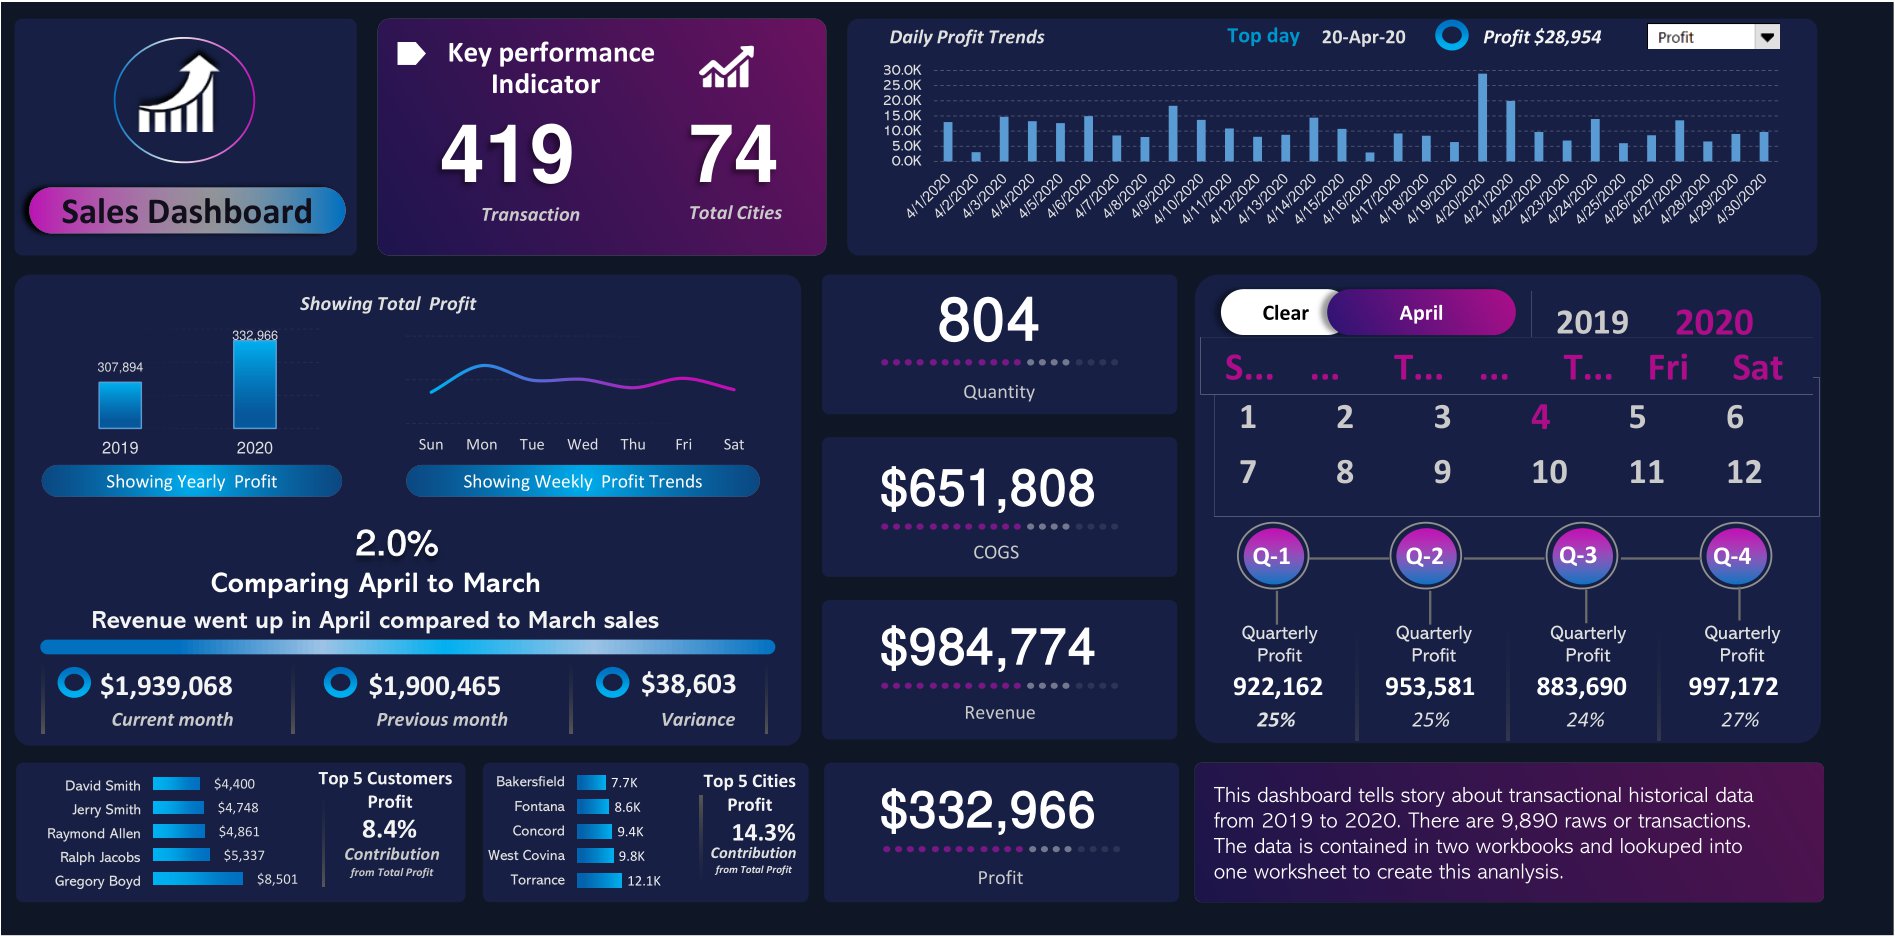 Sales Dashboard
Key performance
Indicator
419
Transaction
74
Total Cities
Daily Profit Trends
Top day
20-Apr-20
Profit $28,954
Profit
30.0K
25.0K
20.0K
15.0K
10.0K
5.0K
0.0K
4/1/2020
4/2/2020
4/3/2020
4/4/2020
4/5/2020
4/6/2020
4/7/2020
4/8/2020
4/9/2020
4/10/2020
4/11/2020
4/12/2020
4/13/2020
4/14/2020
4/15/2020
4/16/2020
4/17/2020
4/18/2020
4/19/2020
4/20/2020
4/21/2020
4/22/2020
4/23/2020
4/24/2020
4/25/2020
4/26/2020
4/27/2020
4/28/2020
4/29/2020
4/30/2020
Showing Total Profit
307,894
332,966
2019
2020
Showing Yearly Profit
Sun Mon Tue Wed Thu Fri Sat
Showing Weekly Profit Trends
2.0%
Comparing April to March
Revenue went up in April compared to March sales
$1,939,068
Current month
$1,900,465
Previous month
$38,603
Variance
804
Quantity
$651,808
COGS
$984,774
Revenue
$332,966
Profit
Clear
April
2019
2020
S... ... T... ... T... Fri Sat
1 2 3 4 5 6
7 8 9 10 11 12
Q-1
Q-2
Q-3
Q-4
Quarterly
Profit
922,162
25%
Quarterly
Profit
953,581
25%
Quarterly
Profit
883,690
24%
Quarterly
Profit
997,172
27%
David Smith $4,400
Jerry Smith $4,748
Raymond Allen $4,861
Ralph Jacobs $5,337
Gregory Boyd $8,501
Top 5 Customers
Profit
8.4%
Contribution
from Total Profit
Bakersfield 7.7K
Fontana 8.6K
Concord 9.4K
West Covina 9.8K
Torrance 12.1K
Top 5 Cities
Profit
14.3%
Contribution
from Total Profit
This dashboard tells story about transactional historical data
from 2019 to 2020. There are 9,890 raws or transactions.
The data is contained in two workbooks and lookuped into
one worksheet to create this ananlysis.